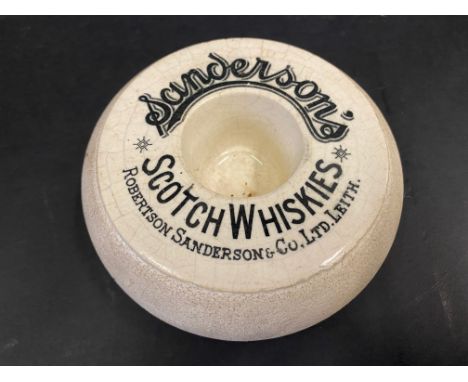 Sanderson's
SCOTCH WHISKIES
ROBERTSON SANDERSON & CO. LTD. LEITH.